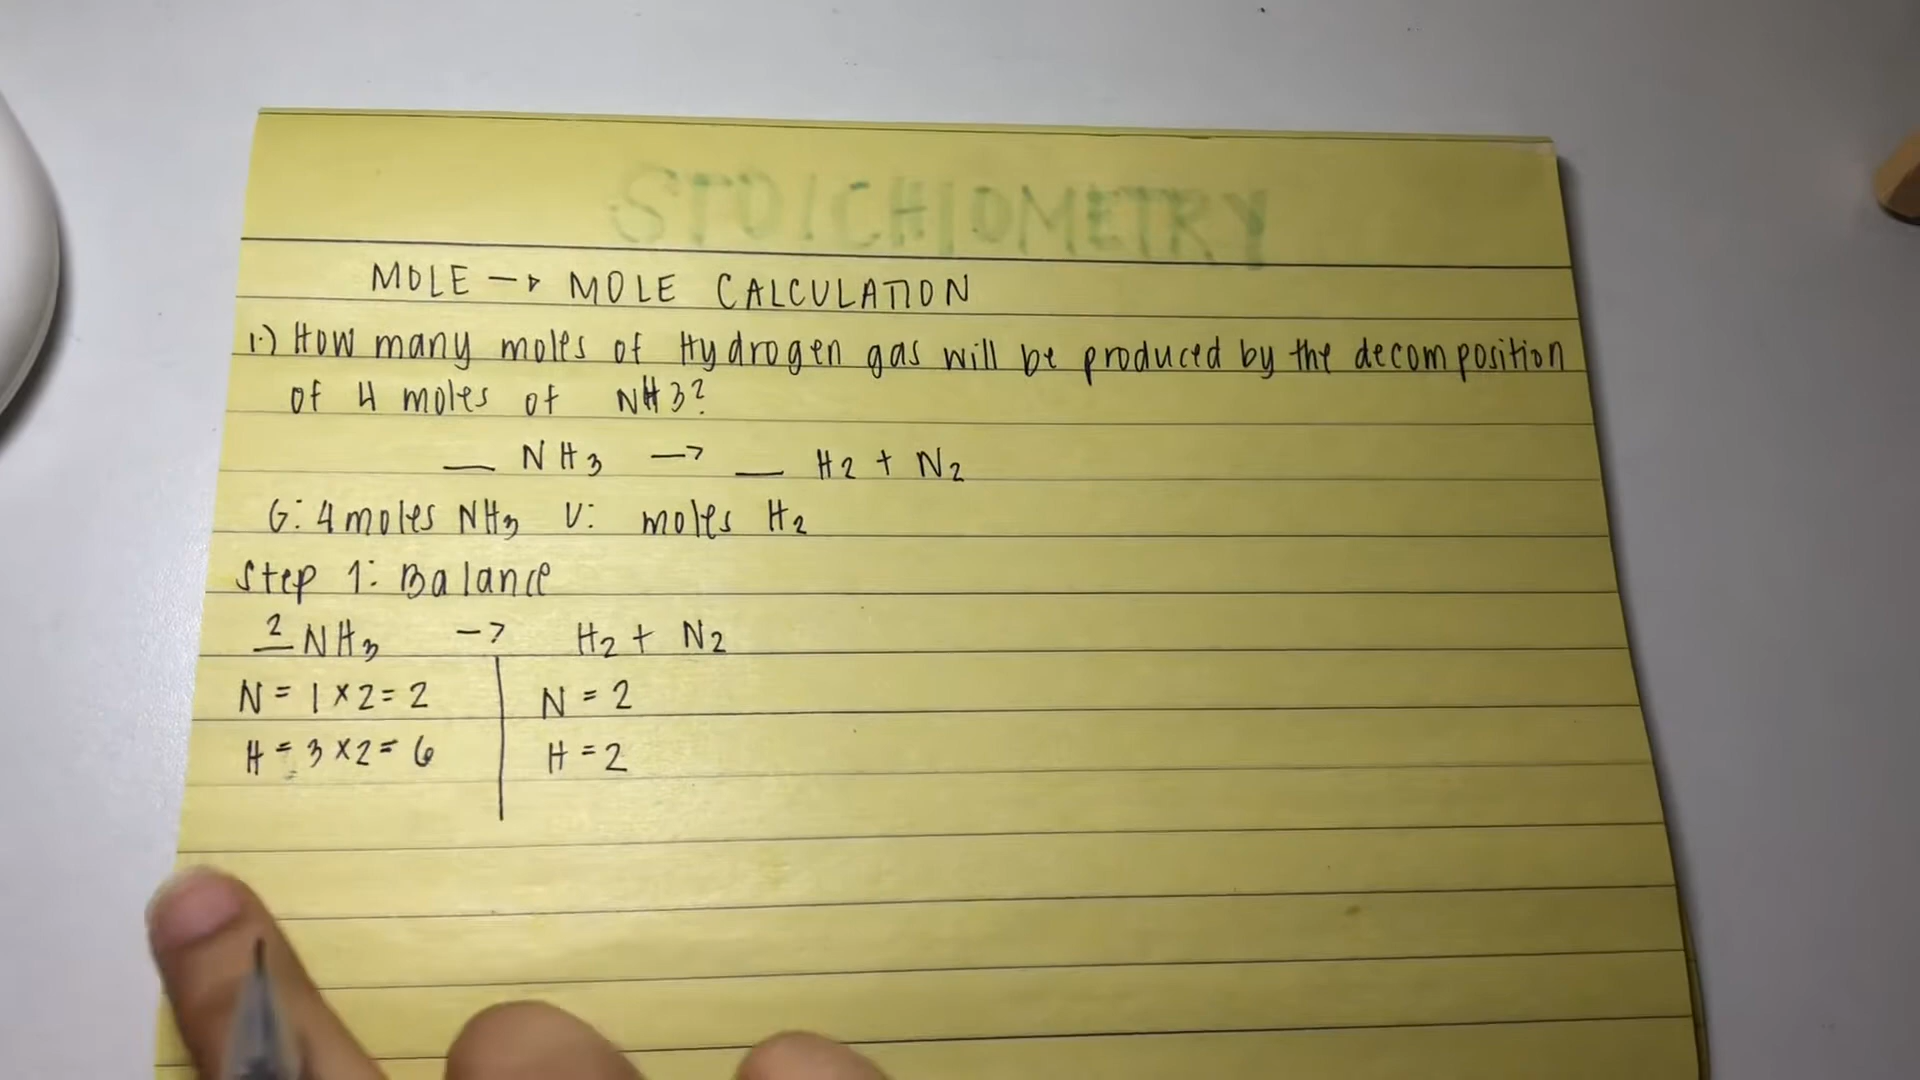 STOICHIOMETRY
MOLE → MOLE CALCULATION
1.) How many moles of Hydrogen gas will be produced by the decomposition
of 4 moles of NH3?
__ NH3 → __ H2 + N2
G: 4 moles NH3 U: moles H2
Step 1: Balance
2 NH3 → H2 + N2
N = 1 × 2 = 2 N = 2
H = 3 × 2 = 6 H = 2